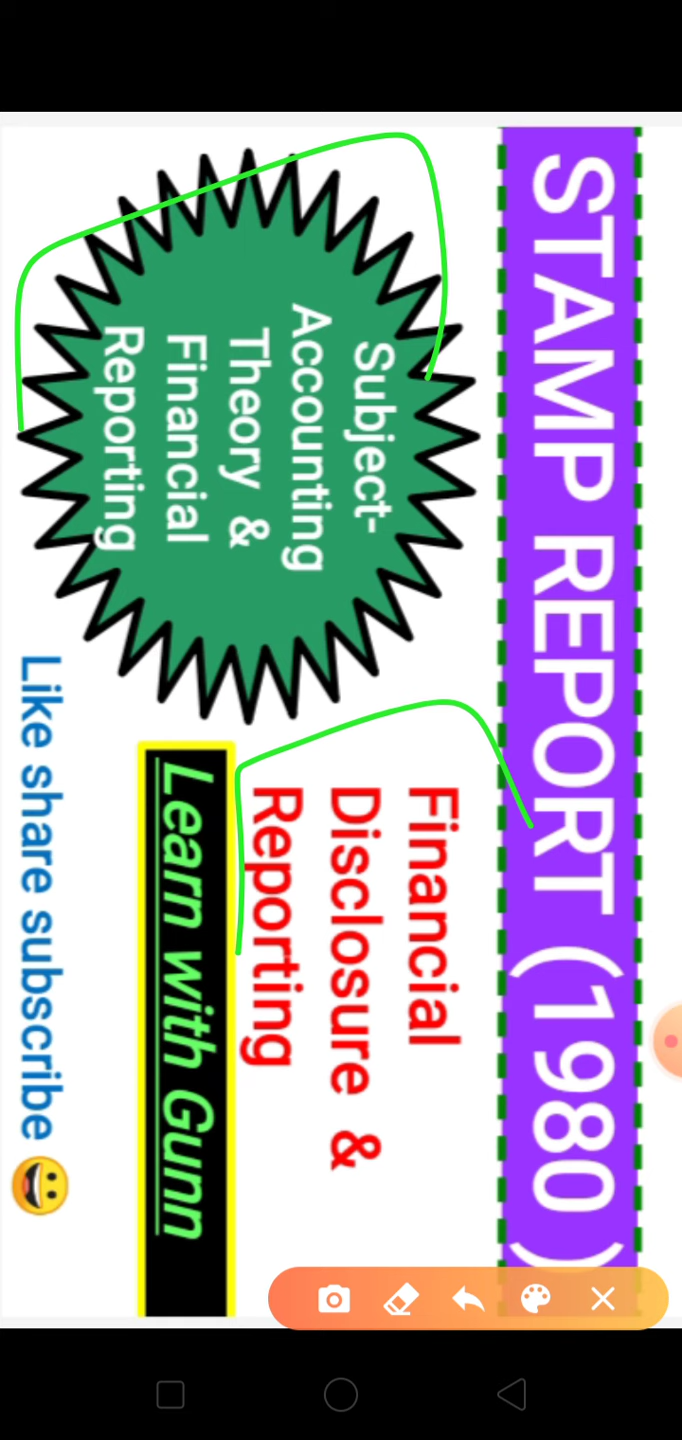 STAMP REPORT (1980 )
Subject-
Accounting
Theory &
Financial
Reporting
Financial
Disclosure &
Reporting
Learn with Gunn
Like share subscribe 😀